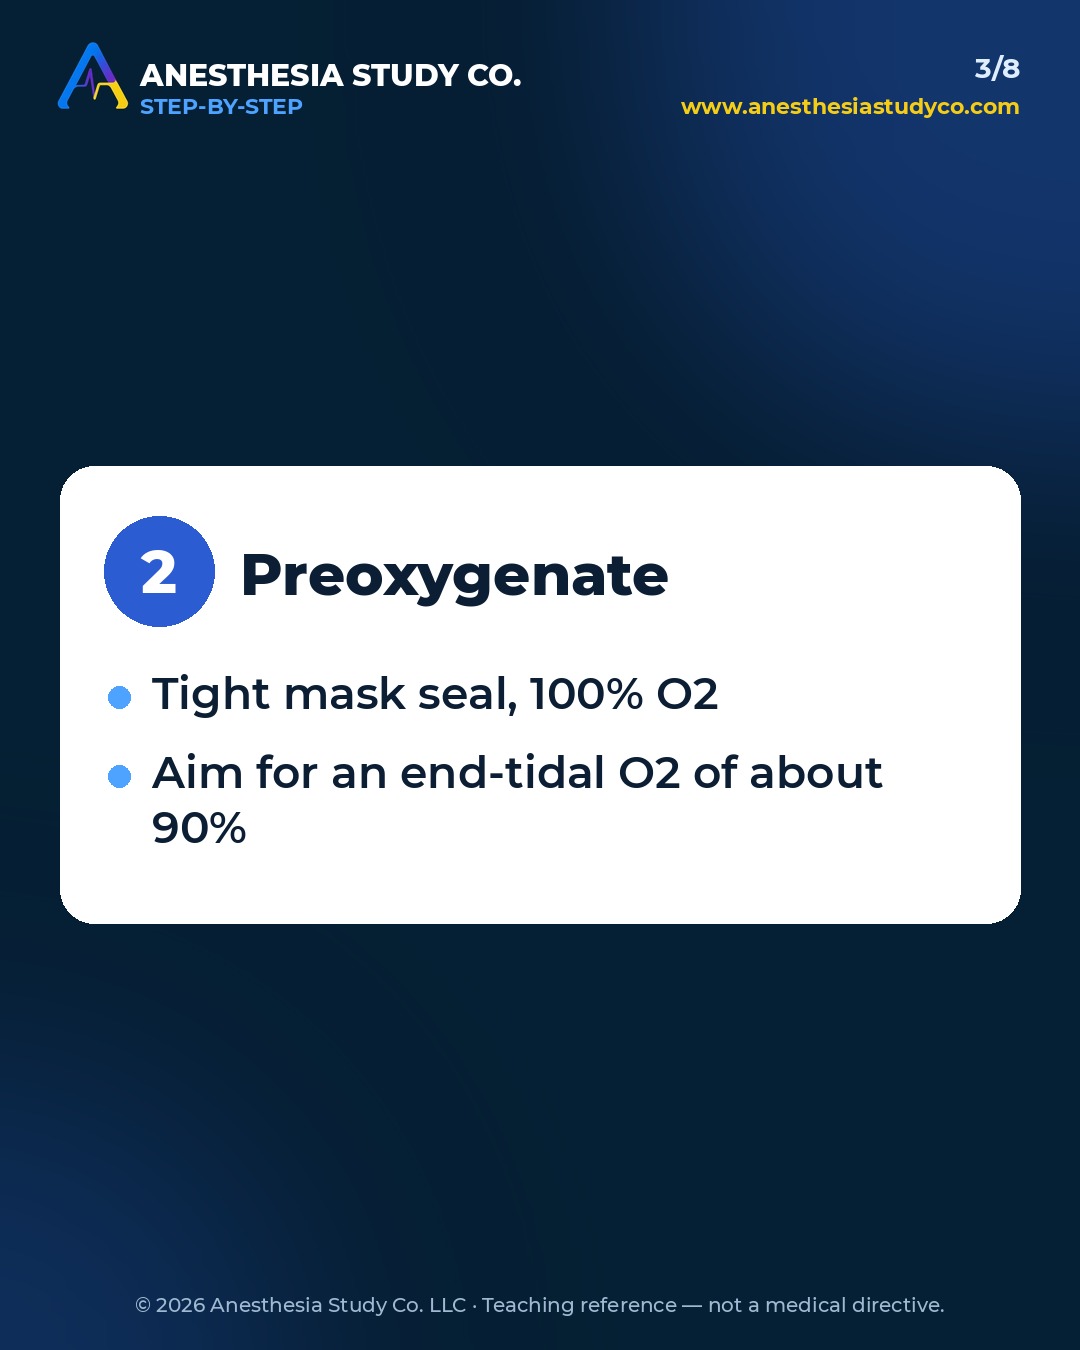 ANESTHESIA STUDY CO.
STEP-BY-STEP
3/8
www.anesthesiastudyco.com
2
Preoxygenate
Tight mask seal, 100% O2
Aim for an end-tidal O2 of about
90%
© 2026 Anesthesia Study Co. LLC · Teaching reference — not a medical directive.